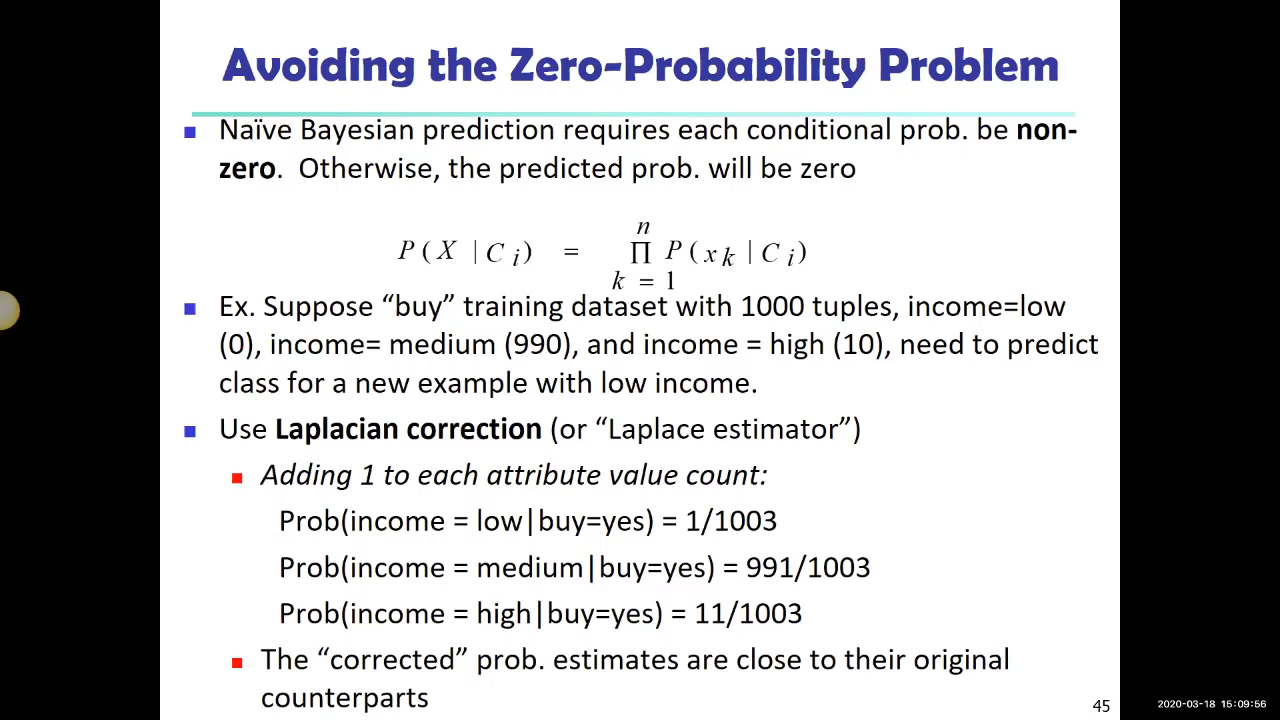 Avoiding the Zero-Probability Problem
Naïve Bayesian prediction requires each conditional prob. be non-
zero. Otherwise, the predicted prob. will be zero
n
P ( X | C i ) = ∏ P ( x k | C i )
k = 1
Ex. Suppose “buy” training dataset with 1000 tuples, income=low
(0), income= medium (990), and income = high (10), need to predict
class for a new example with low income.
Use Laplacian correction (or “Laplace estimator”)
Adding 1 to each attribute value count:
Prob(income = low|buy=yes) = 1/1003
Prob(income = medium|buy=yes) = 991/1003
Prob(income = high|buy=yes) = 11/1003
The “corrected” prob. estimates are close to their original
counterparts
45
2020-03-18 15:09:56